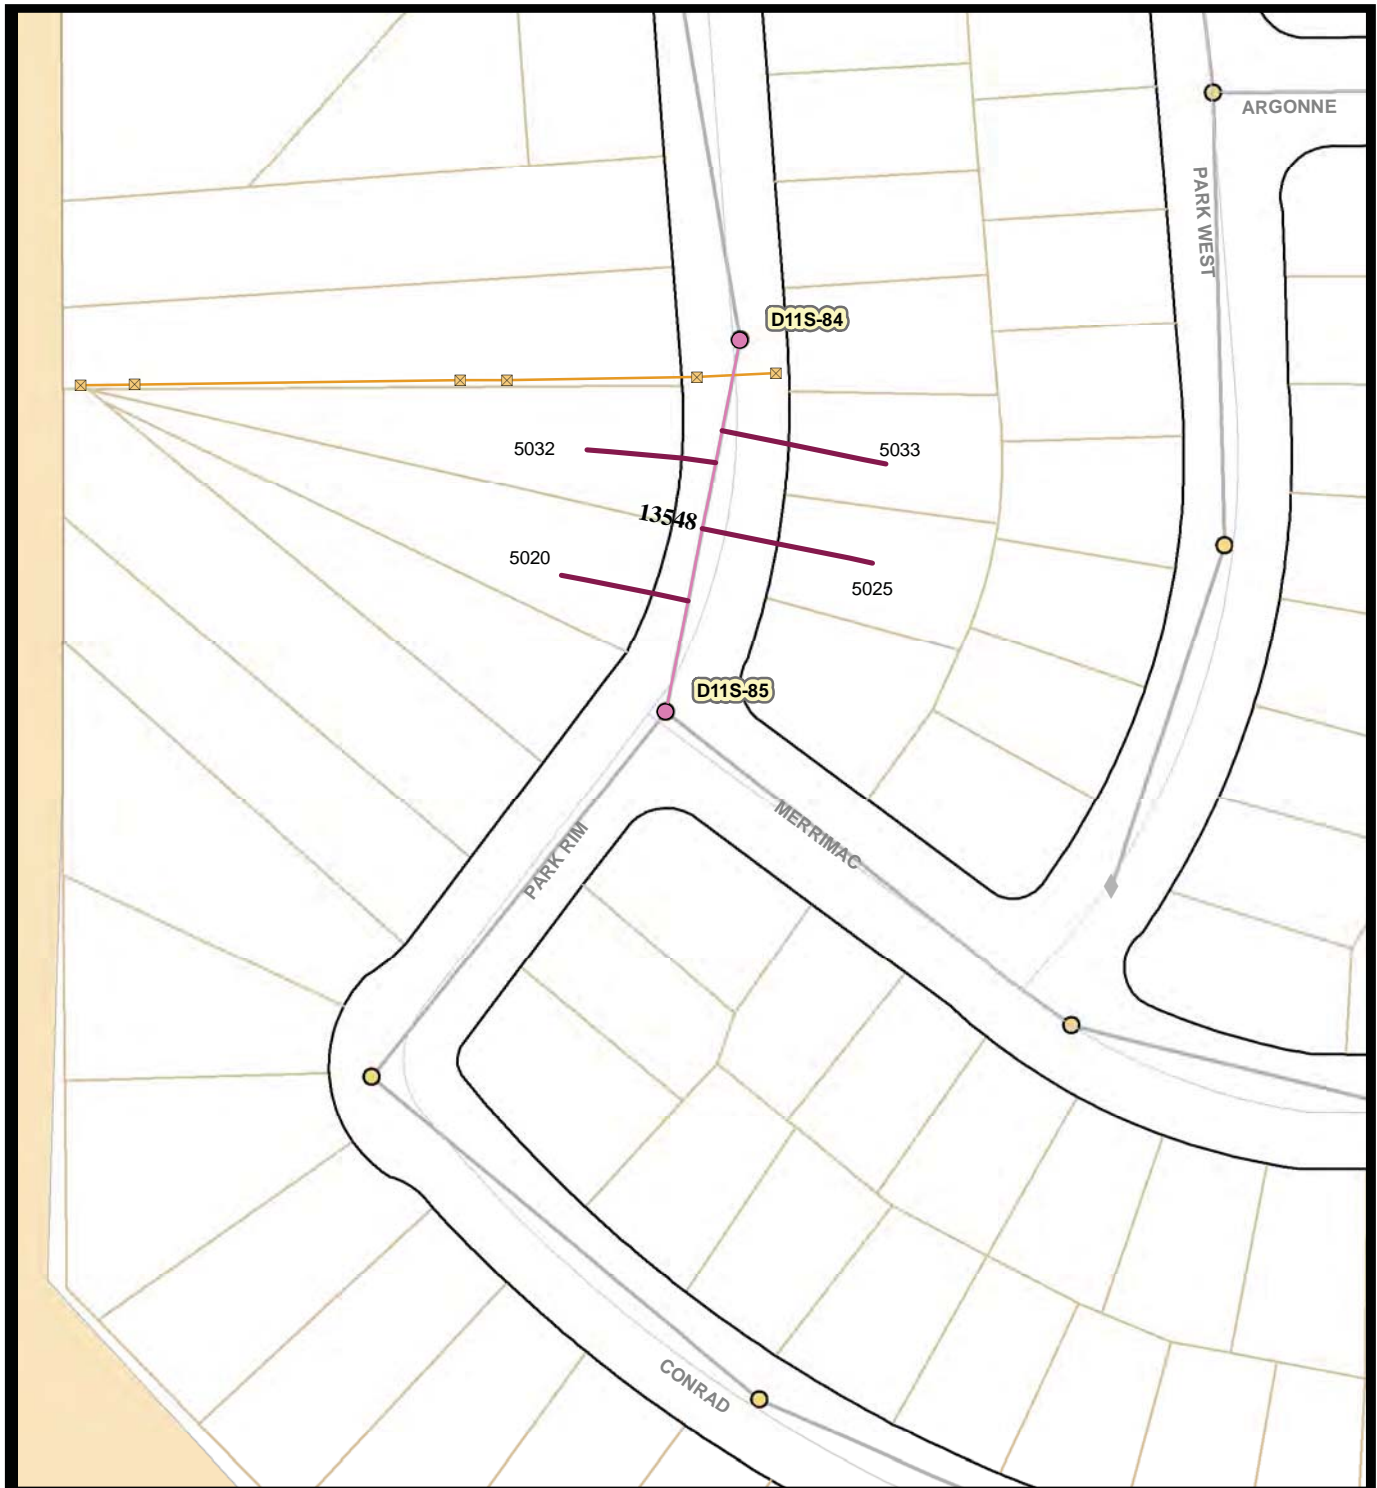 ARGONNE
PARK WEST
D11S-84
5032
5033
13548
5020
5025
D11S-85
MERRIMAC
PARK RIM
CONRAD